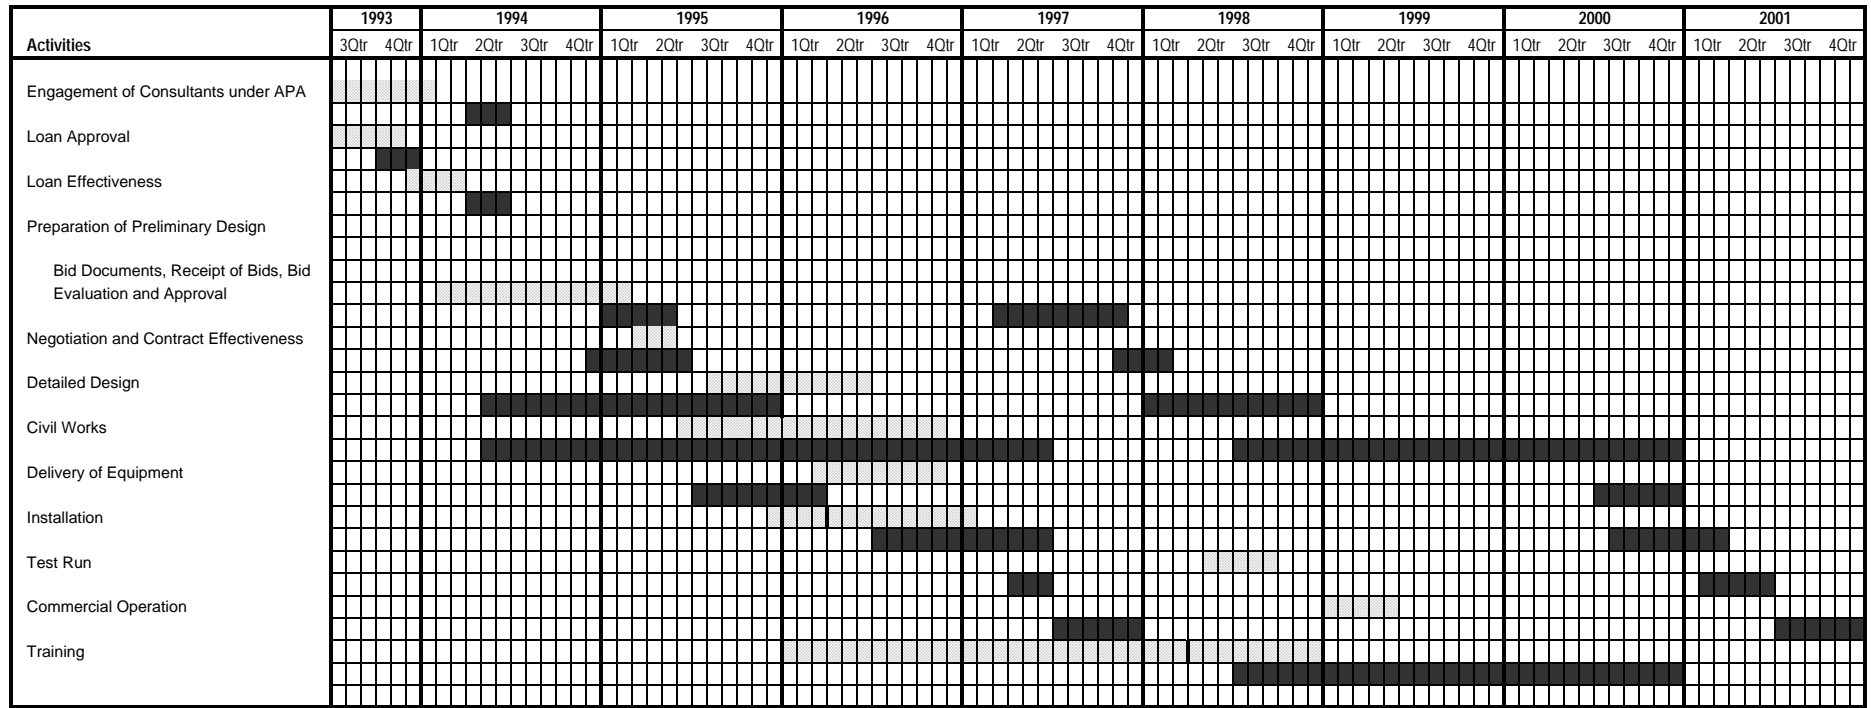 1993 1994 1995 1996 1997 1998 1999 2000 2001
Activities 3Qtr 4Qtr 1Qtr 2Qtr 3Qtr 4Qtr 1Qtr 2Qtr 3Qtr 4Qtr 1Qtr 2Qtr 3Qtr 4Qtr 1Qtr 2Qtr 3Qtr 4Qtr 1Qtr 2Qtr 3Qtr 4Qtr 1Qtr 2Qtr 3Qtr 4Qtr 1Qtr 2Qtr 3Qtr 4Qtr 1Qtr 2Qtr 3Qtr 4Qtr
Engagement of Consultants under APA
Loan Approval
Loan Effectiveness
Preparation of Preliminary Design
Bid Documents, Receipt of Bids, Bid
Evaluation and Approval
Negotiation and Contract Effectiveness
Detailed Design
Civil Works
Delivery of Equipment
Installation
Test Run
Commercial Operation
Training